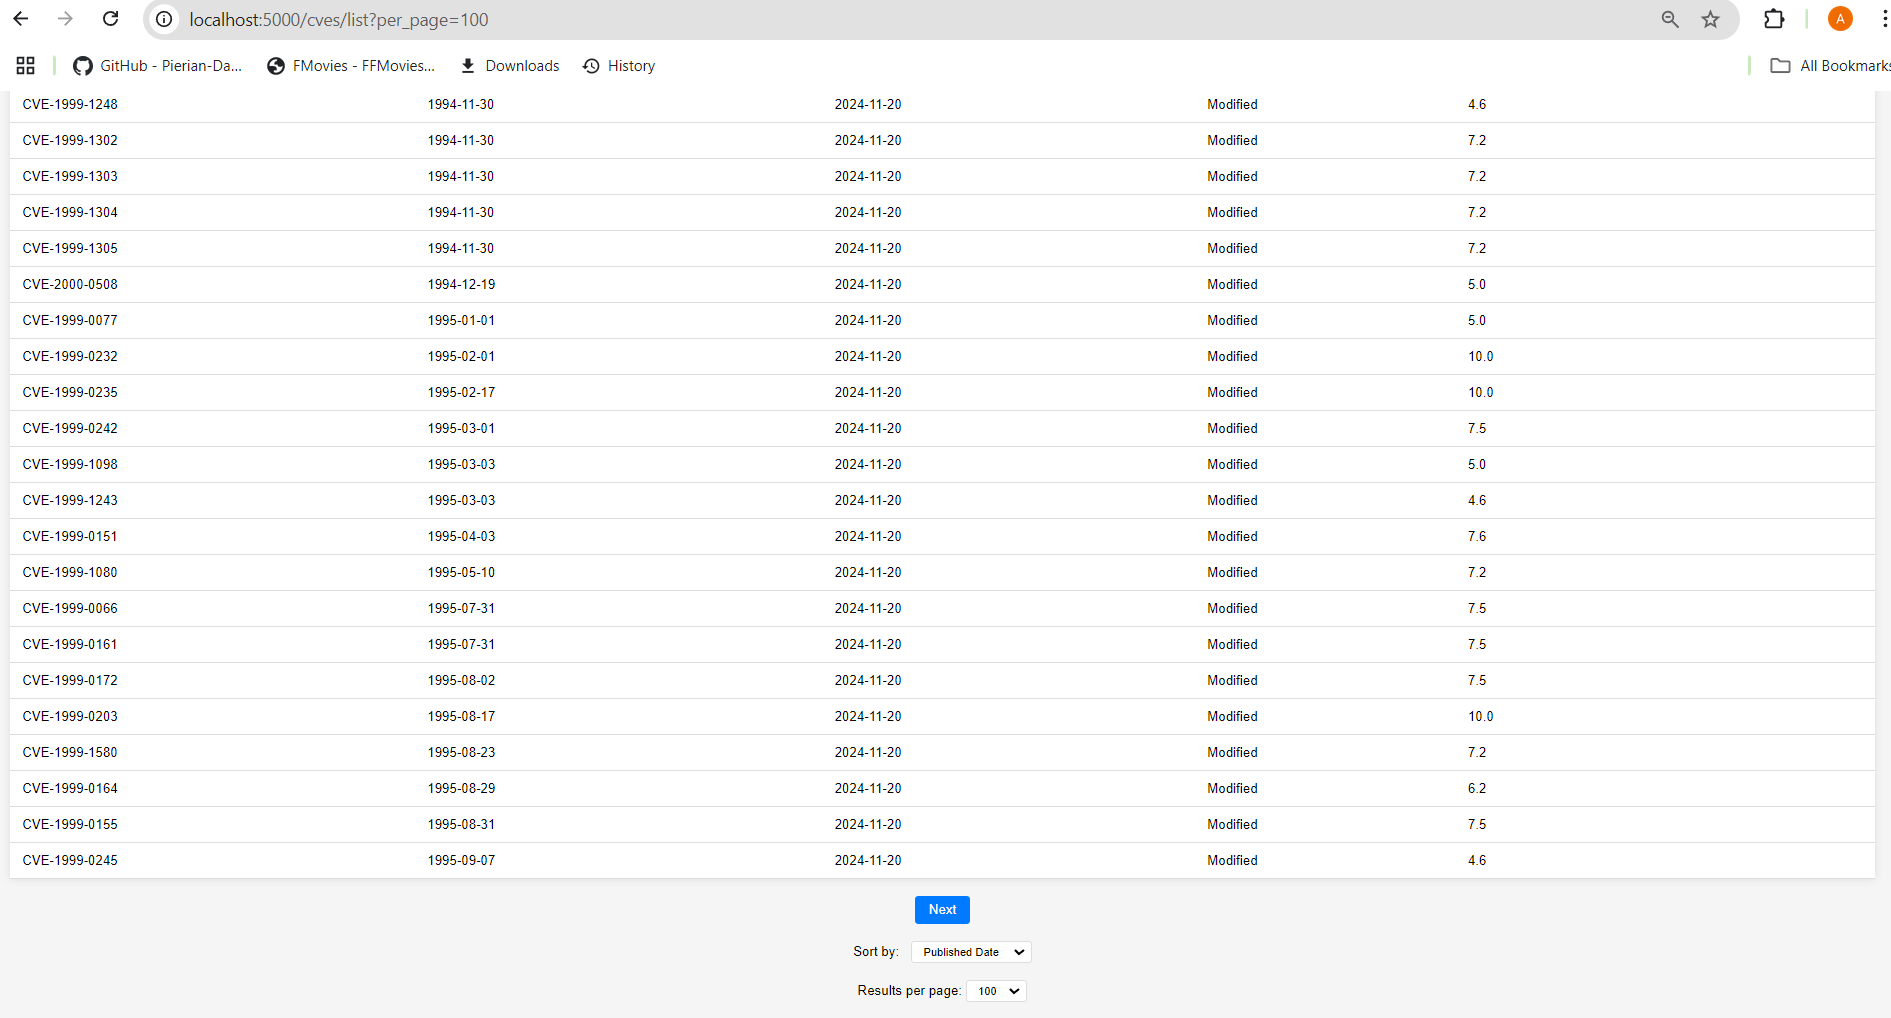 localhost:5000/cves/list?per_page=100
A
GitHub - Pierian-Da... FMovies - FFMovies... Downloads History All Bookmarks
CVE-1999-1248 1994-11-30 2024-11-20 Modified 4.6
CVE-1999-1302 1994-11-30 2024-11-20 Modified 7.2
CVE-1999-1303 1994-11-30 2024-11-20 Modified 7.2
CVE-1999-1304 1994-11-30 2024-11-20 Modified 7.2
CVE-1999-1305 1994-11-30 2024-11-20 Modified 7.2
CVE-2000-0508 1994-12-19 2024-11-20 Modified 5.0
CVE-1999-0077 1995-01-01 2024-11-20 Modified 5.0
CVE-1999-0232 1995-02-01 2024-11-20 Modified 10.0
CVE-1999-0235 1995-02-17 2024-11-20 Modified 10.0
CVE-1999-0242 1995-03-01 2024-11-20 Modified 7.5
CVE-1999-1098 1995-03-03 2024-11-20 Modified 5.0
CVE-1999-1243 1995-03-03 2024-11-20 Modified 4.6
CVE-1999-0151 1995-04-03 2024-11-20 Modified 7.6
CVE-1999-1080 1995-05-10 2024-11-20 Modified 7.2
CVE-1999-0066 1995-07-31 2024-11-20 Modified 7.5
CVE-1999-0161 1995-07-31 2024-11-20 Modified 7.5
CVE-1999-0172 1995-08-02 2024-11-20 Modified 7.5
CVE-1999-0203 1995-08-17 2024-11-20 Modified 10.0
CVE-1999-1580 1995-08-23 2024-11-20 Modified 7.2
CVE-1999-0164 1995-08-29 2024-11-20 Modified 6.2
CVE-1999-0155 1995-08-31 2024-11-20 Modified 7.5
CVE-1999-0245 1995-09-07 2024-11-20 Modified 4.6
Next
Sort by: Published Date
Results per page: 100